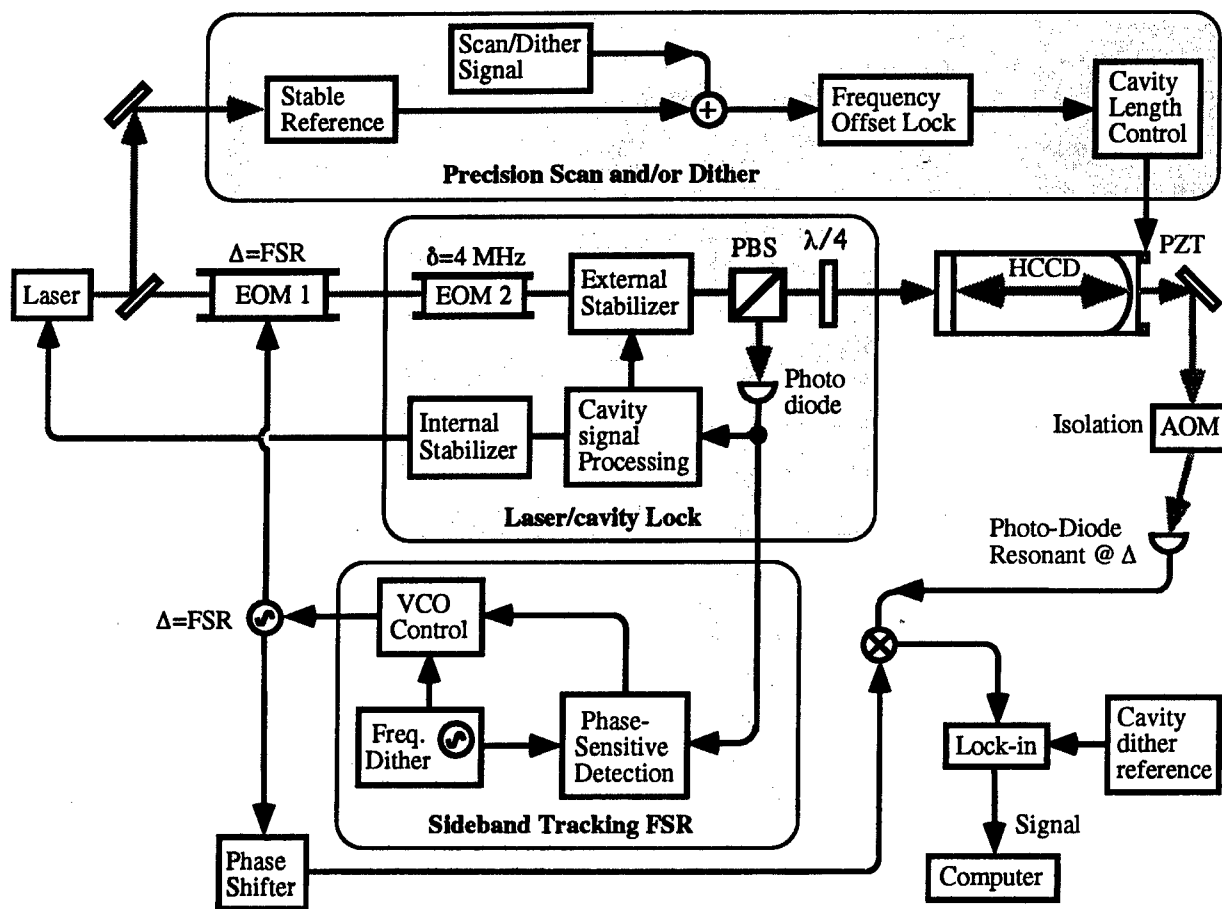 Scan/Dither
Signal
Stable
Reference
+
Frequency
Offset Lock
Cavity
Length
Control
Precision Scan and/or Dither
Laser
Δ=FSR
EOM 1
δ=4 MHz
EOM 2
External
Stabilizer
PBS
λ/4
HCCD
PZT
Photo
diode
Internal
Stabilizer
Cavity
signal
Processing
Laser/cavity Lock
Isolation
AOM
Photo-Diode
Resonant @ Δ
Δ=FSR
VCO
Control
Freq.
Dither
Phase-
Sensitive
Detection
Sideband Tracking FSR
Lock-in
Cavity
dither
reference
Signal
Computer
Phase
Shifter